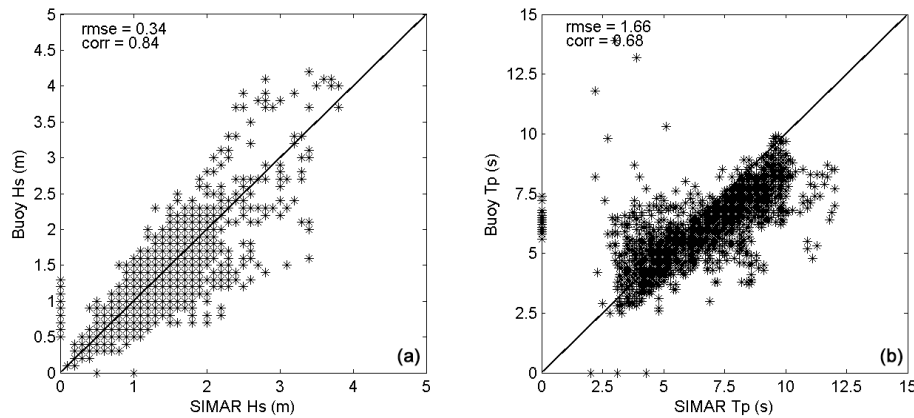 rmse = 0.34
corr = 0.84
5
4.5
4
3.5
3
2.5
2
1.5
1
0.5
0
Buoy Hs (m)
0 1 2 3 4 5
SIMAR Hs (m)
(a)
rmse = 1.66
corr = 0.68
15
12.5
10
7.5
5
2.5
0
Buoy Tp (s)
0 2.5 5 7.5 10 12.5 15
SIMAR Tp (s)
(b)